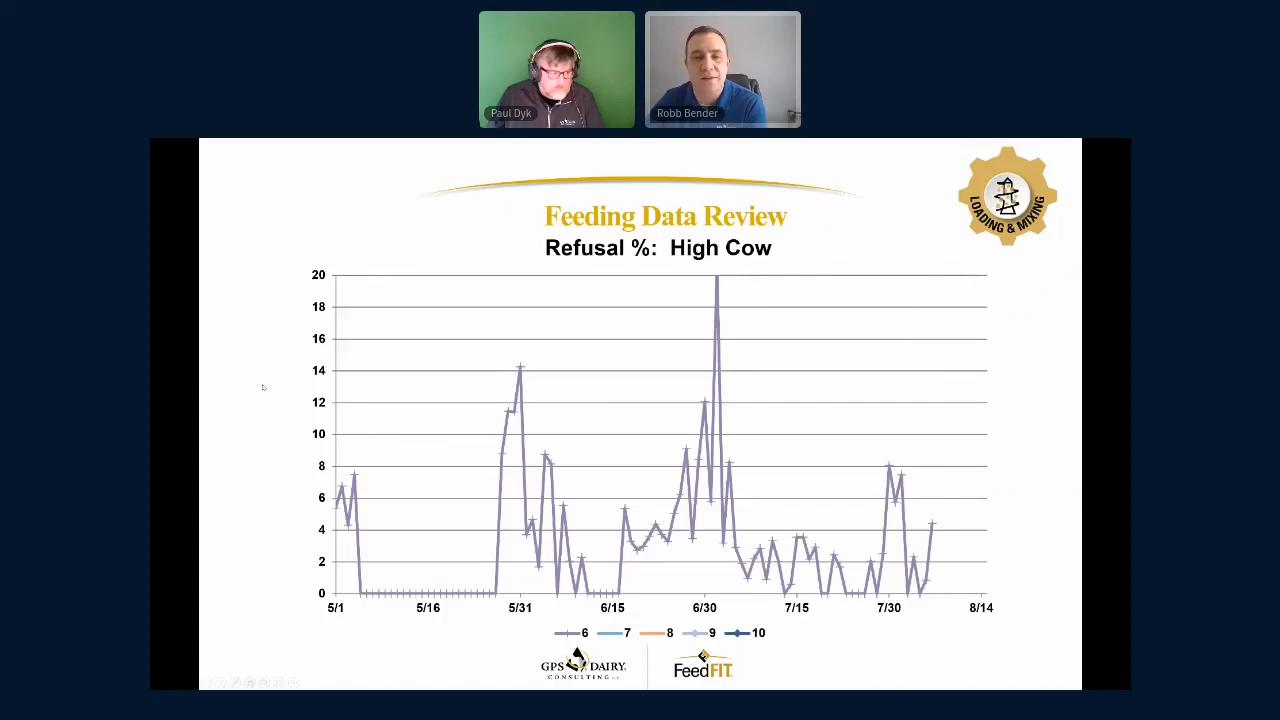 Paul Dyk
Robb Bender
LOADING & MIXING
Feeding Data Review
Refusal %: High Cow
20
18
16
14
12
10
8
6
4
2
0
5/1 5/16 5/31 6/15 6/30 7/15 7/30 8/14
6 7 8 9 10
GPS DAIRY
CONSULTING LLC
FeedFIT